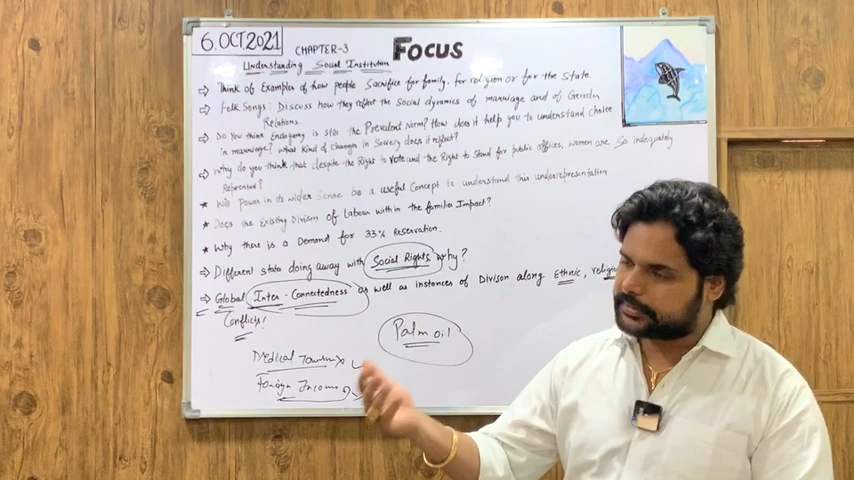 6.OCT.2021 CHAPTER-3 FOCUS
Understanding Social Institution
⇒ Think of Examples of how people Sacrifice for family, for religion or for the state.
⇒ Folk Songs: Discuss how they reflect the social dynamics of marriage and of Gender
Relations.
⇒ Do You think Endogamy is still the Prevalent Norm? How does it help you to understand choice
in marriage? what kind of changes in Society does it reflect?
⇒ Why do you think that despite the Right to vote and the Right to Stand for public offices, women are so
Represented?
★ Will power in its wider Sense be a useful Concept to understand this underrepresentation
★ Does the Existing Divison of Labour within the Impact?
★ Why there is a Demand for 33% Reservation.
⇒ Different state doing away with Social Rights why?
⇒ Global Inter-Connectedness as well as instances of Divison along Ethnic, religi
Conflicts!
Palm oil
Medical Tourism
Foreign Income